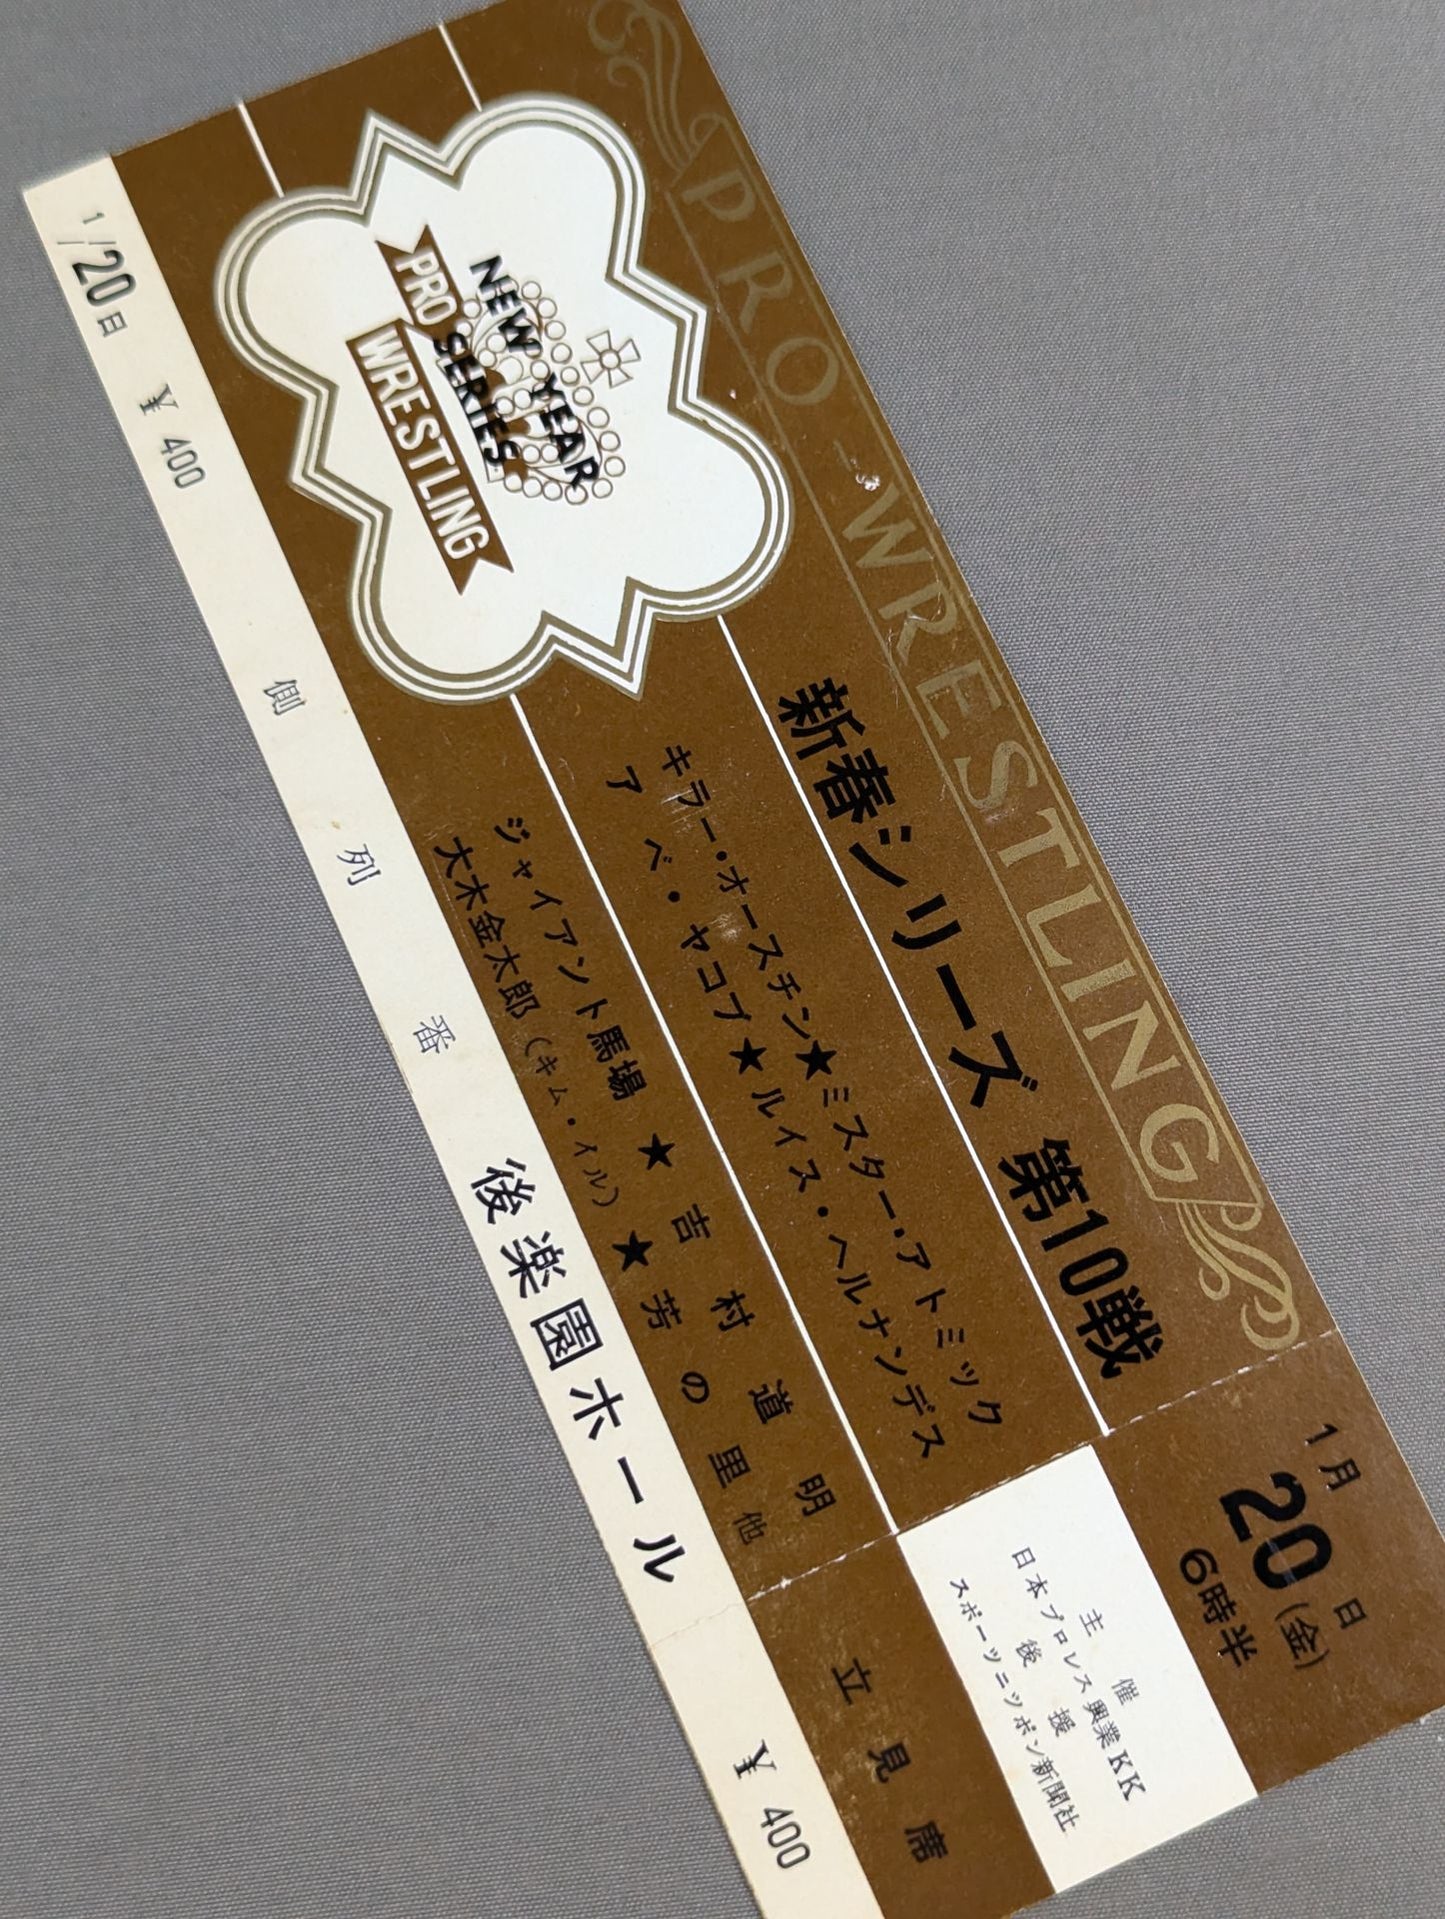 PRO-WRESTLING
NEW YEAR
SERIES
PRO
WRESTLING
新春シリーズ 第10戦
キラー・オースチン★ミスター・アトミック
アベ・ヤコブ★ルイス・ヘルナンデス
ジャイアント馬場 ★ 吉村道明
大木金太郎(キム・イル)★芳の里他
1/20日 ¥400 側 列 番 後楽園ホール
1月20日(金)
6時半
主催
日本プロレス興業KK
後援
スポーツニッポン新聞社
立見席
¥400